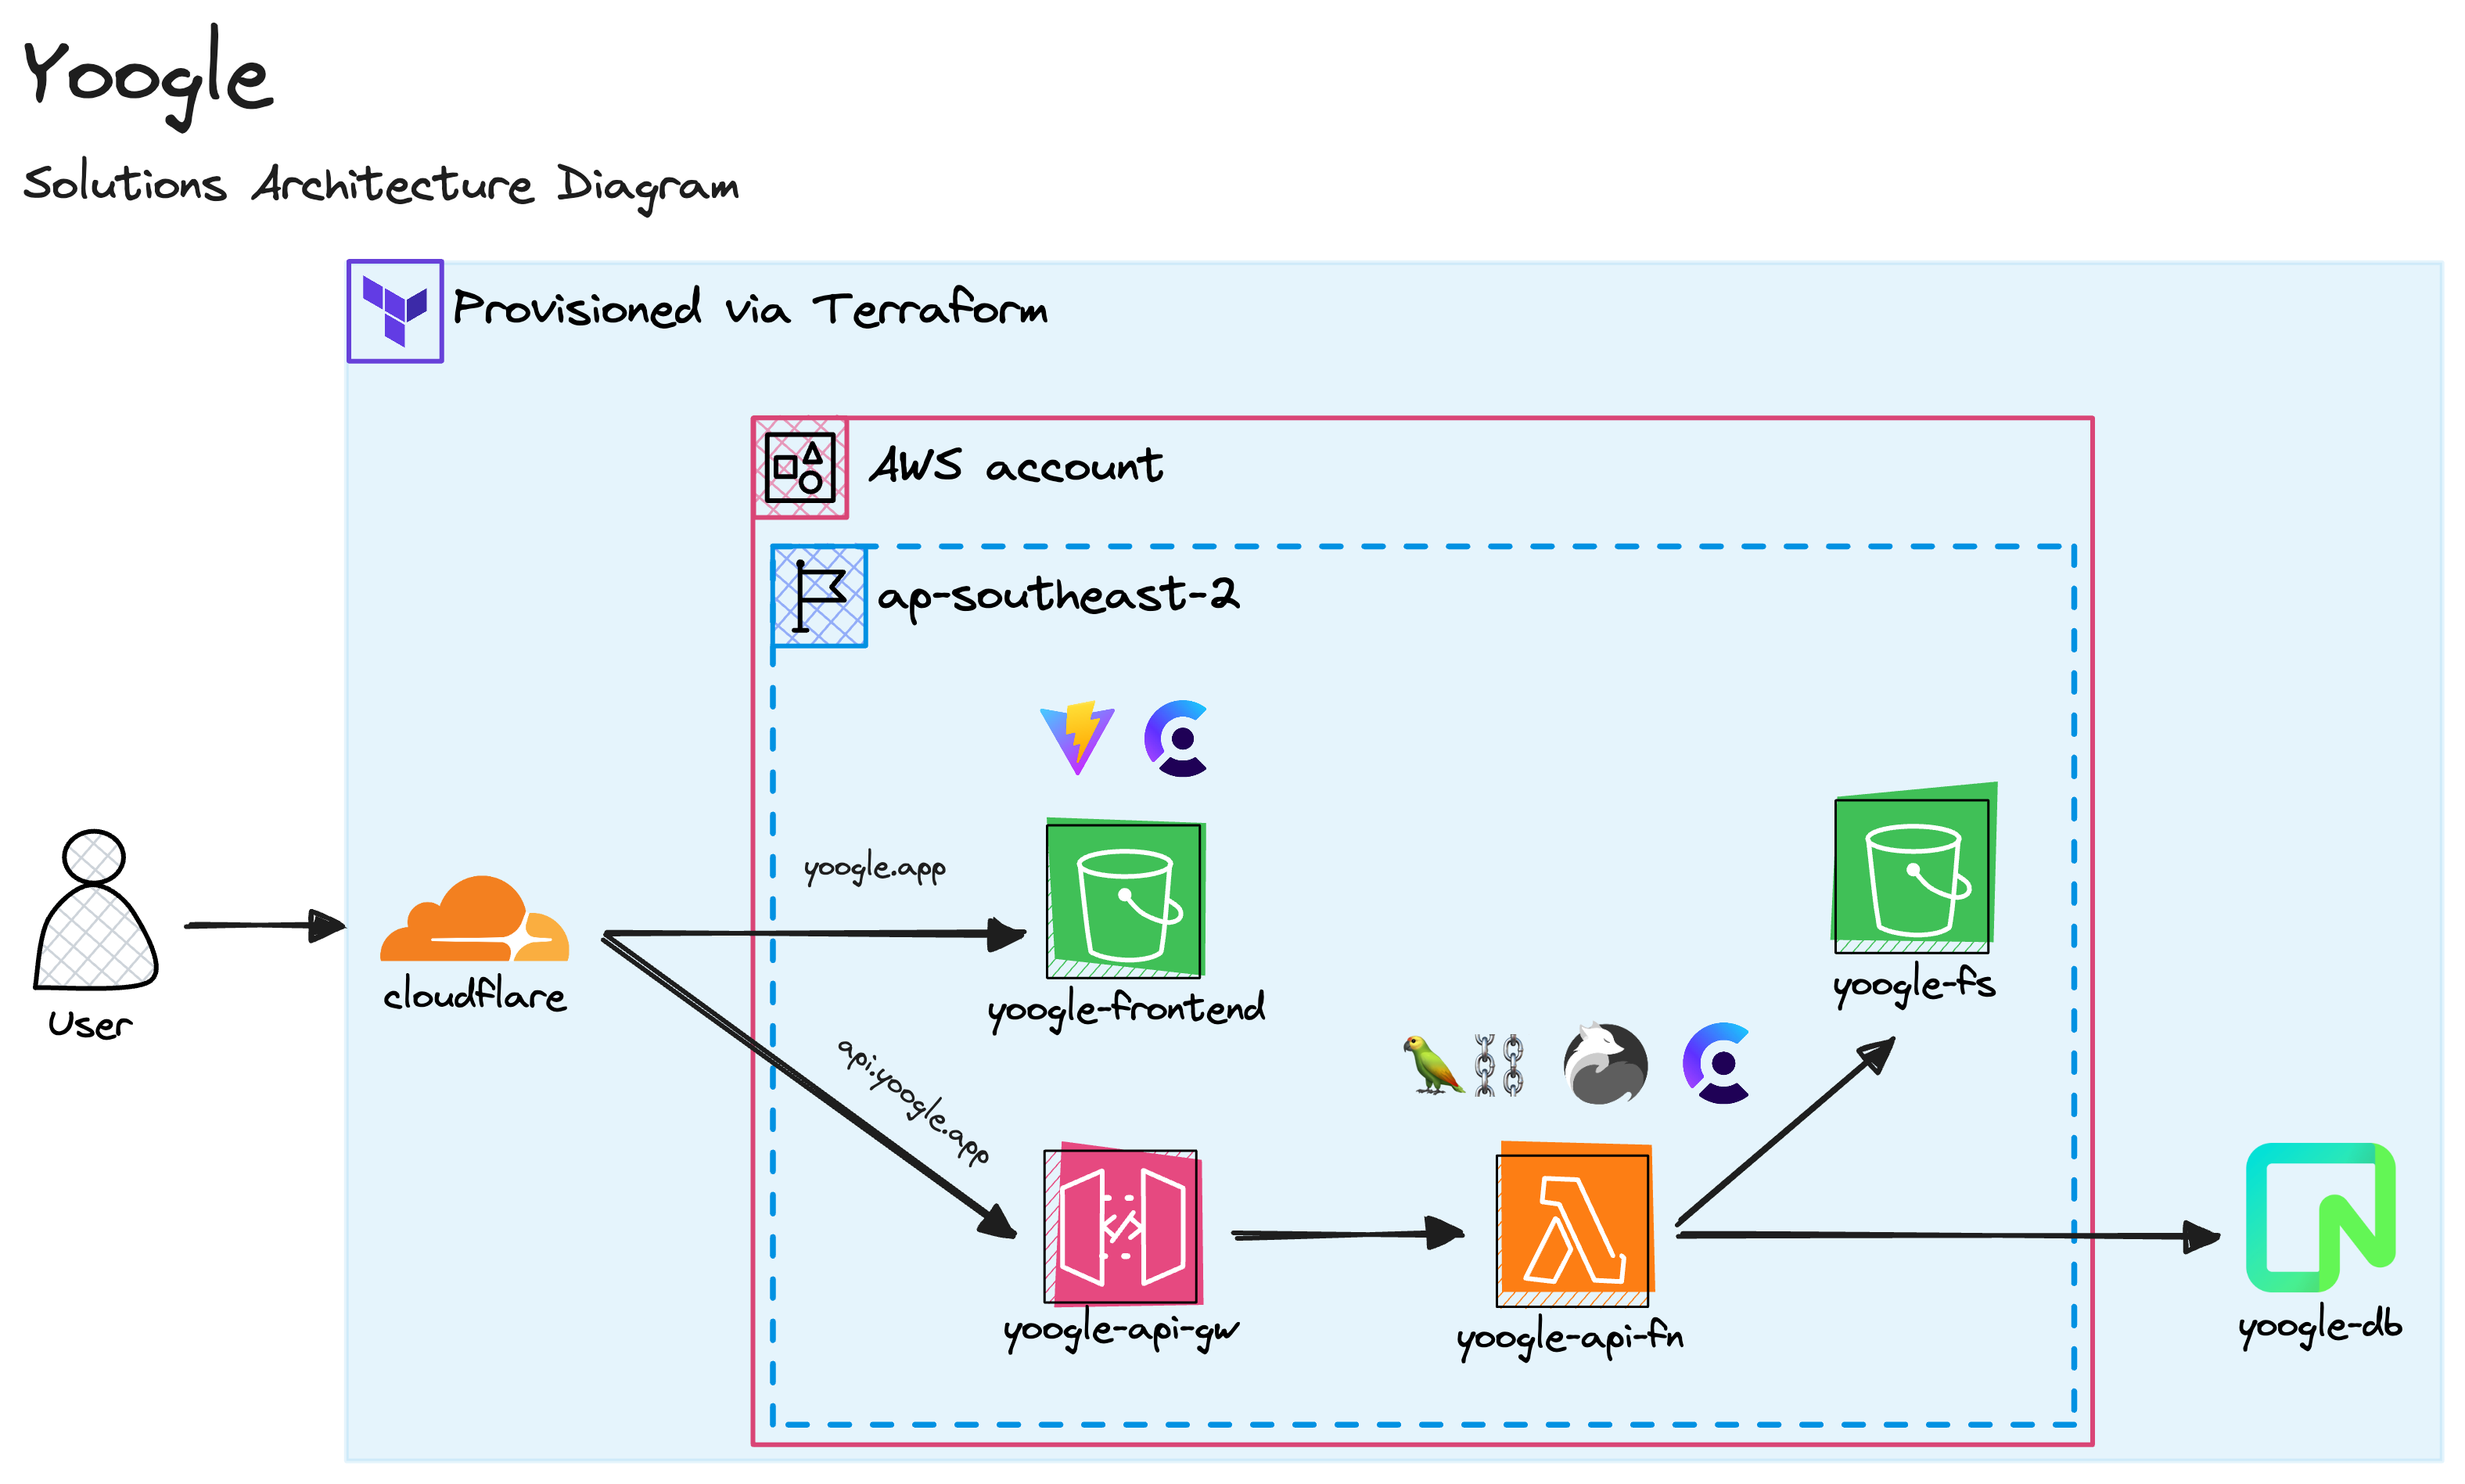 Yoogle
Solutions Architecture Diagram
Provisioned via Terraform
AWS account
ap-southeast-2
yoogle.app
cloudflare
User
yoogle-frontend
yoogle-fs
api.yoogle.app
yoogle-api-gw
yoogle-api-fn
yoogle-db